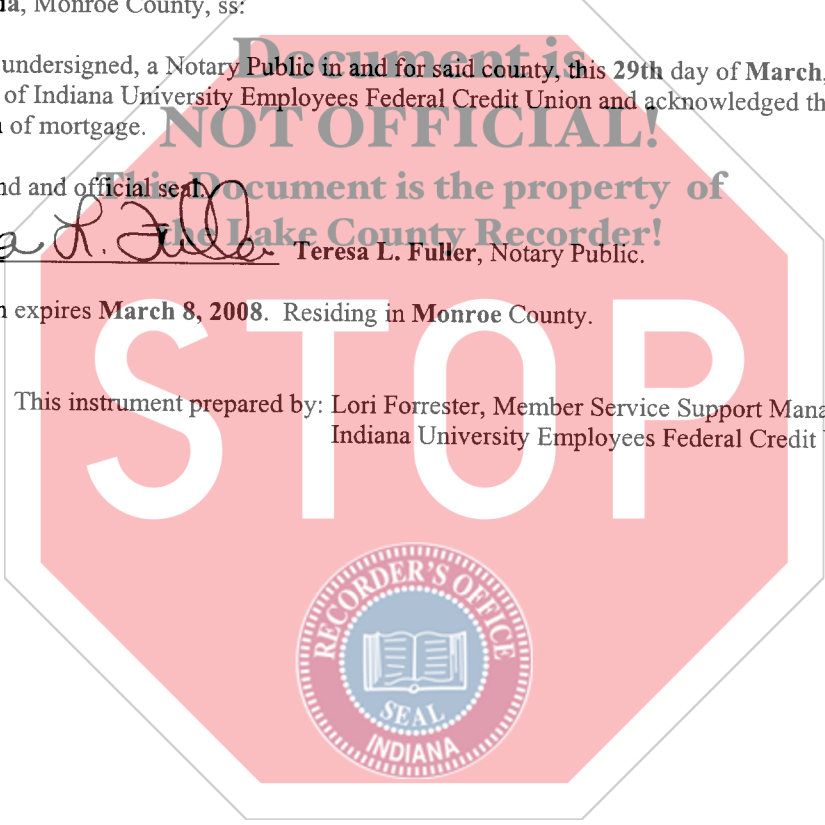 a, Monroe County, ss:
Document is
undersigned, a Notary Public in and for said county, this 29th day of March,
of Indiana University Employees Federal Credit Union and acknowledged th
NOT OFFICIAL!
of mortgage.
This Document is the property of
nd and official seal.
the Lake County Recorder!
a L. Fuller
Teresa L. Fuller, Notary Public.
n expires March 8, 2008. Residing in Monroe County.
STOP
This instrument prepared by: Lori Forrester, Member Service Support Mana
Indiana University Employees Federal Credit
RECORDER'S OFFICE
SEAL
INDIANA